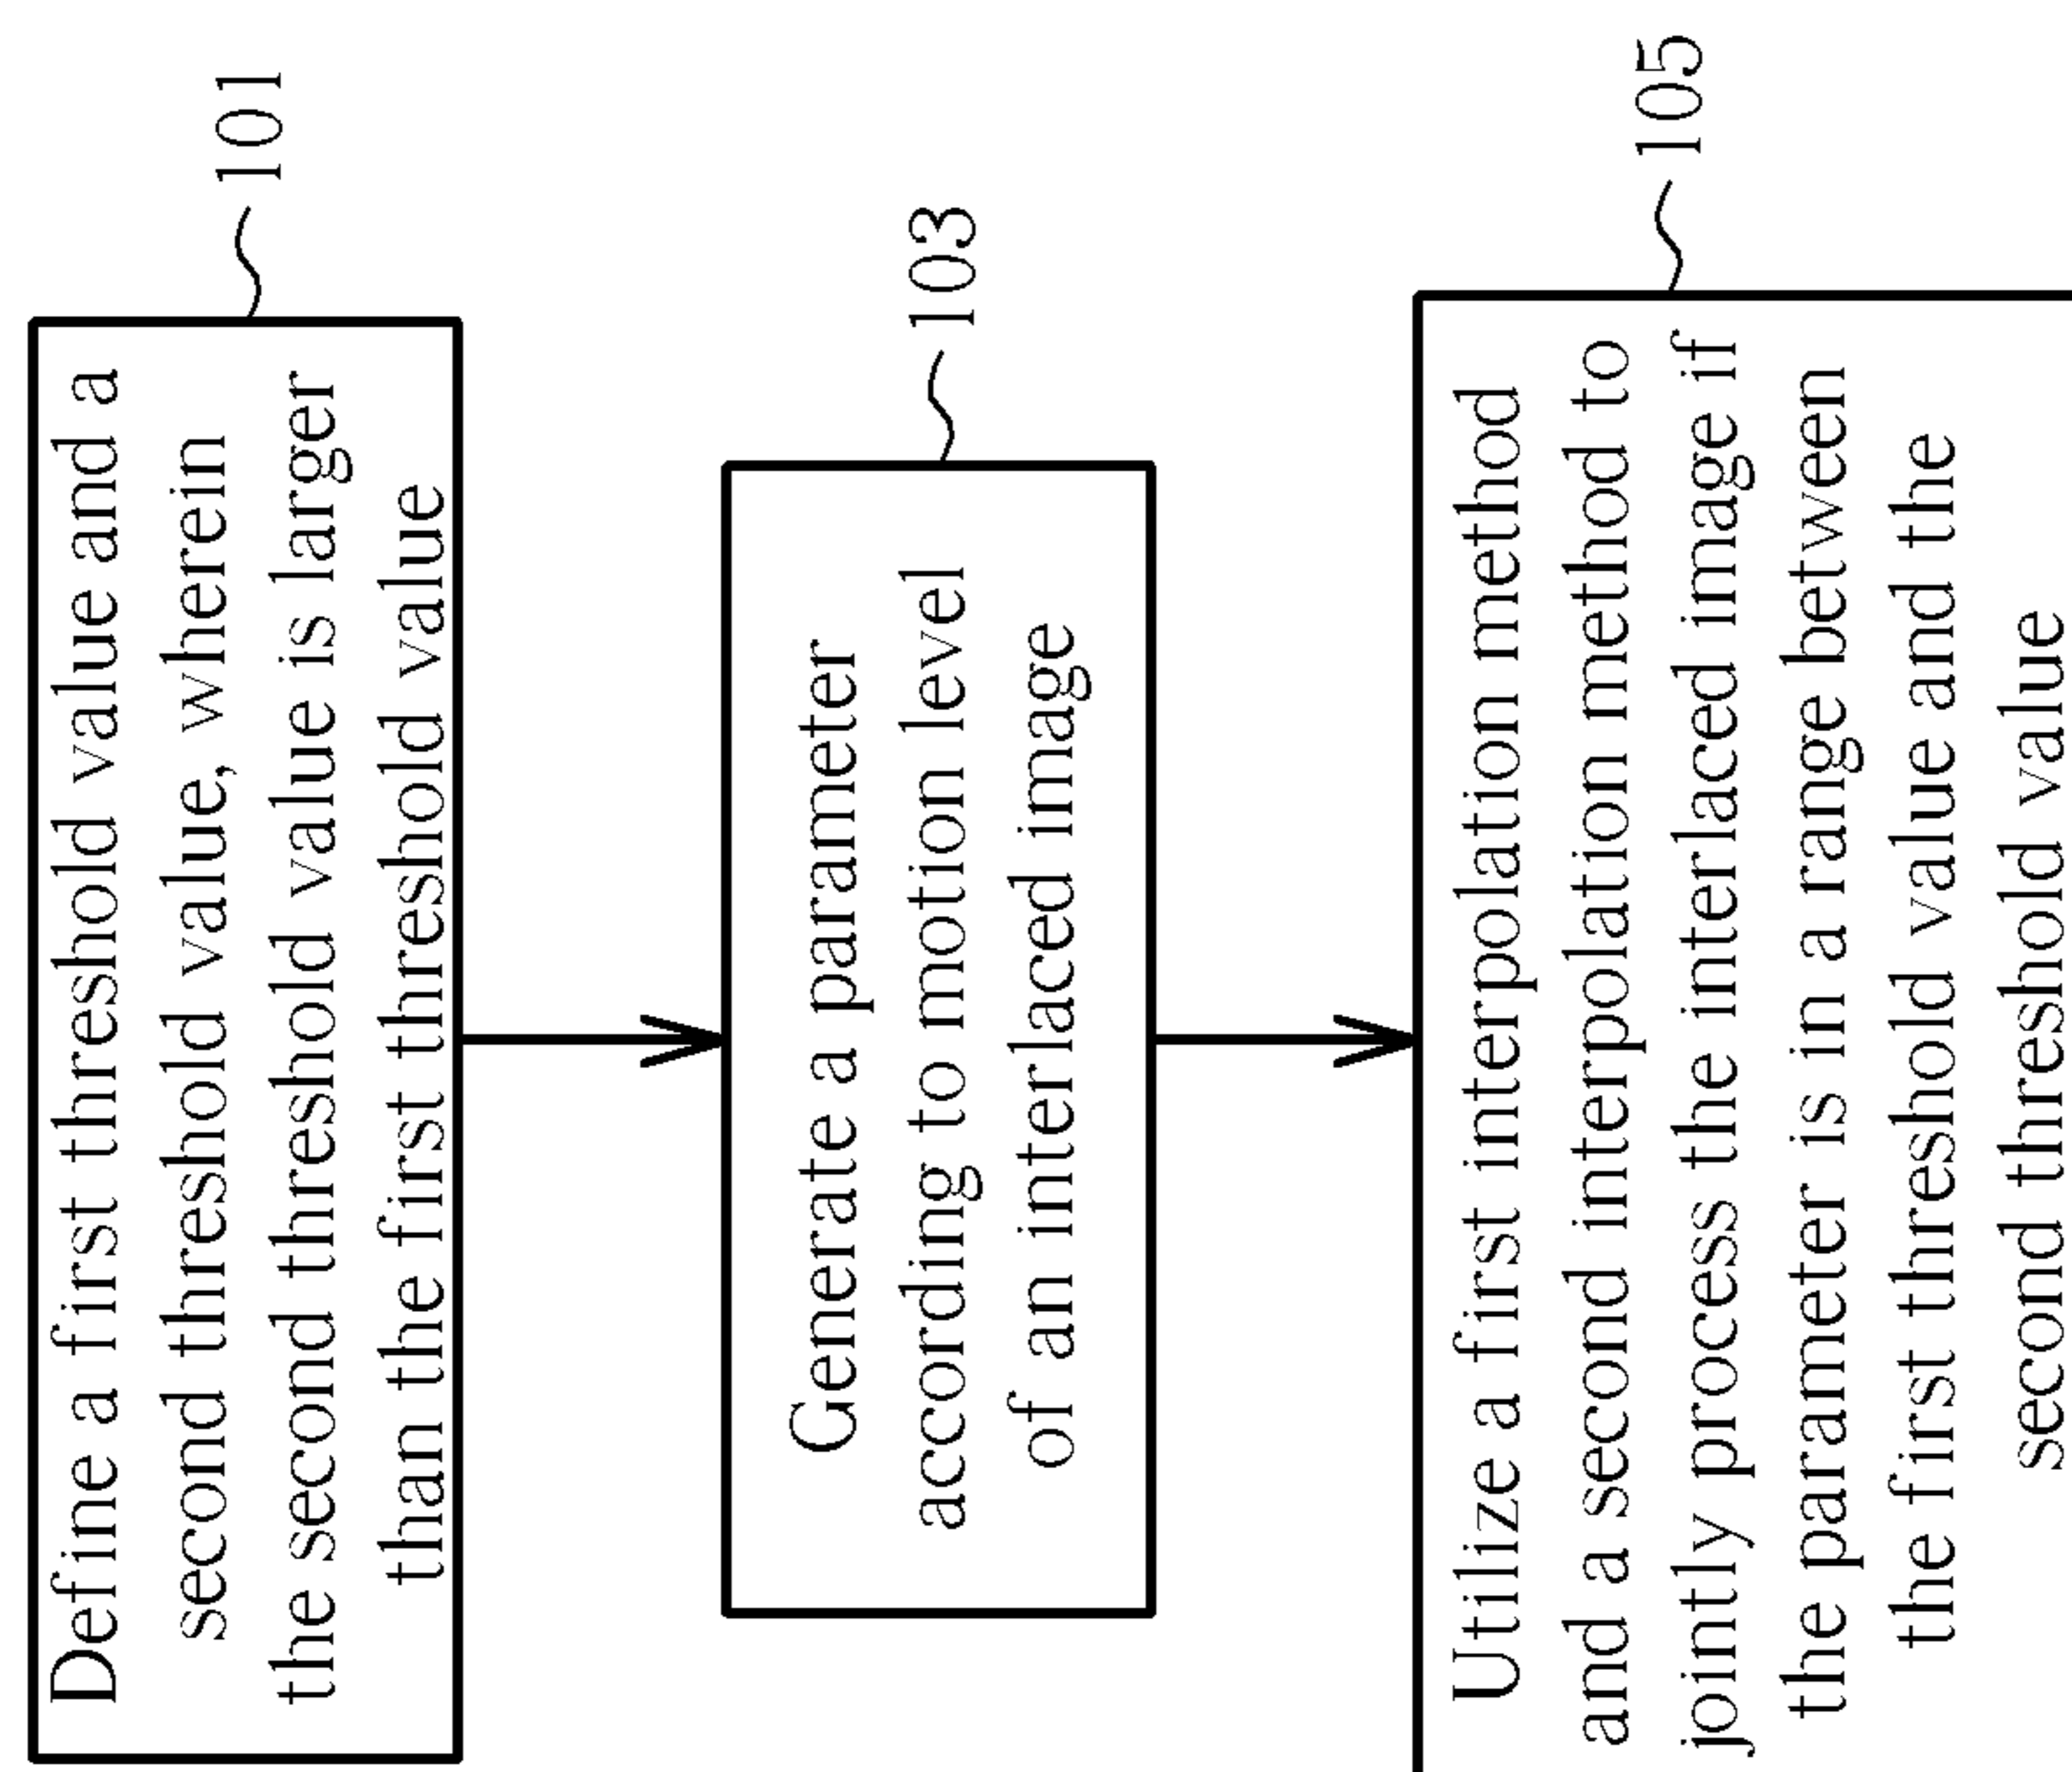 Define a first threshold value and a
second threshold value, wherein
the second threshold value is larger
than the first threshold value
101
Generate a parameter
according to motion level
of an interlaced image
103
Utilize a first interpolation method
and a second interpolation method to
jointly process the interlaced image if
the parameter is in a range between
the first threshold value and the
second threshold value
105